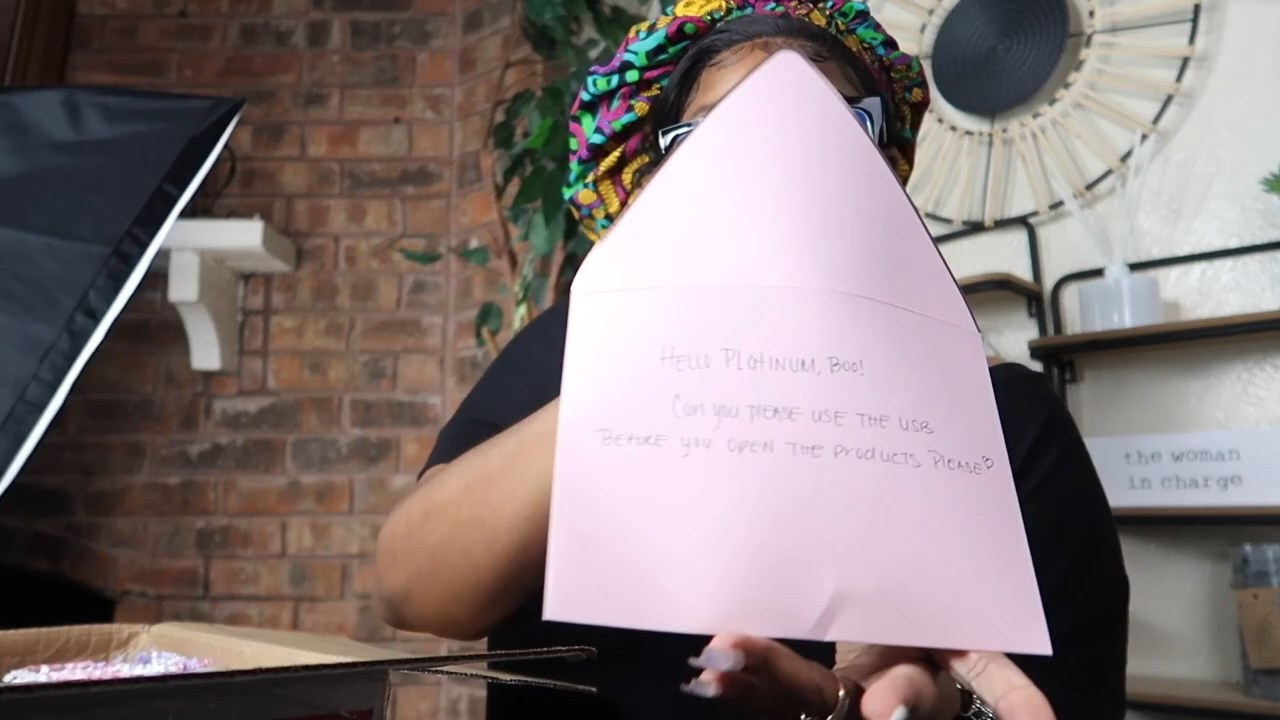 HELLO PLATINUM, BOO!
Can you PLEASE USE THE USB
BEFORE you OPEN THE PRODUCTS PLEASE♡
the woman
in charge